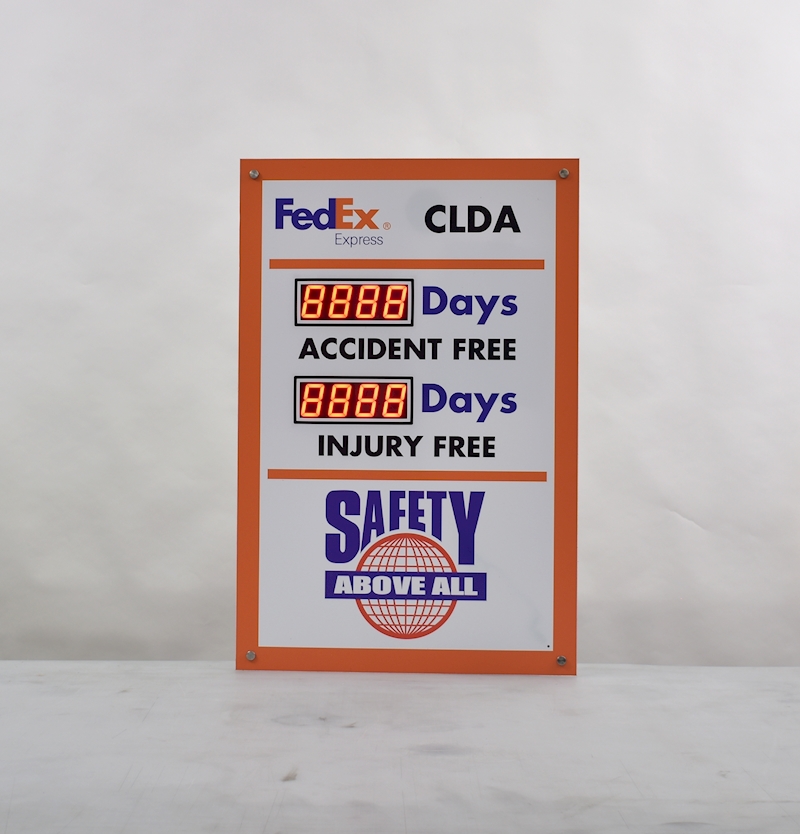 FedEx® CLDA
Express
8888 Days
ACCIDENT FREE
8888 Days
INJURY FREE
SAFETY
ABOVE ALL